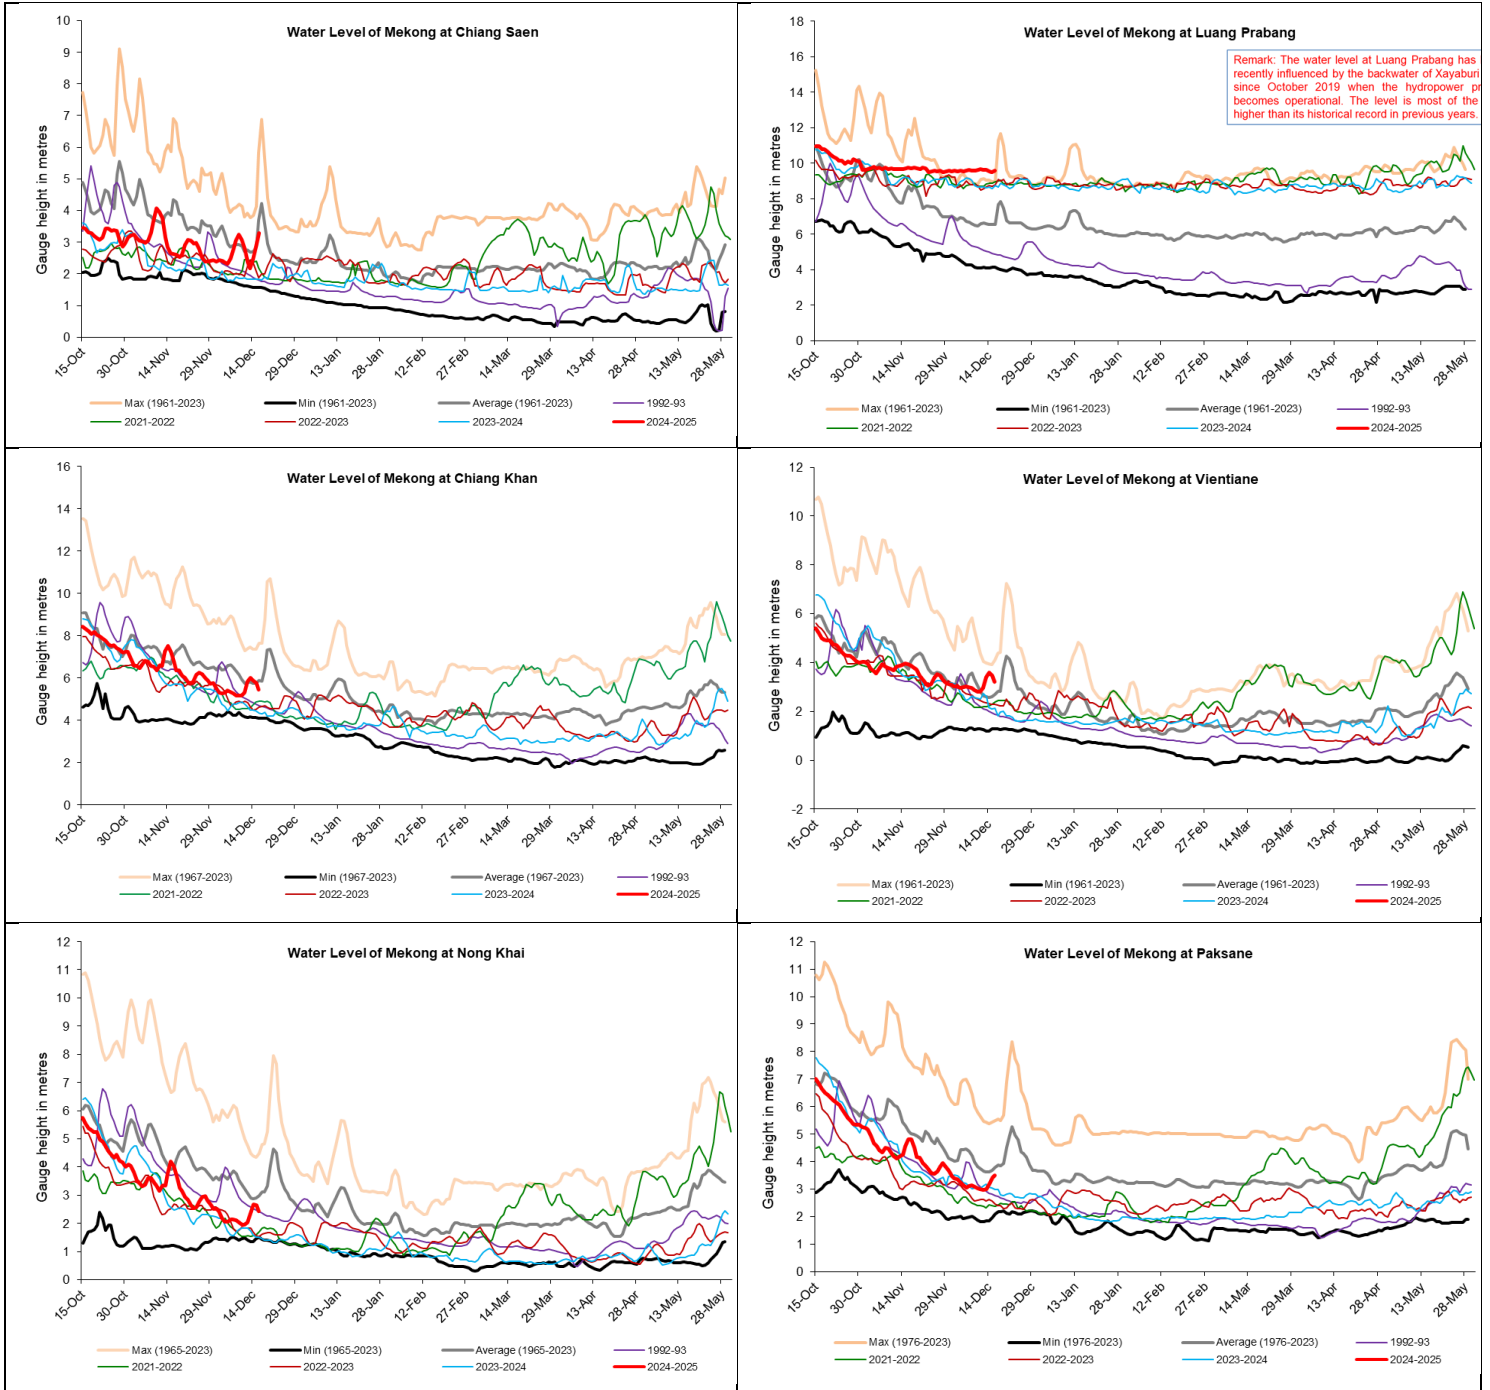 Water Level of Mekong at Chiang Saen
Gauge height in metres
10
9
8
7
6
5
4
3
2
1
0
15-Oct
30-Oct
14-Nov
29-Nov
14-Dec
29-Dec
13-Jan
28-Jan
12-Feb
27-Feb
14-Mar
29-Mar
13-Apr
28-Apr
13-May
28-May
Max (1961-2023) Min (1961-2023) Average (1961-2023) 1992-93
2021-2022 2022-2023 2023-2024 2024-2025
Water Level of Mekong at Luang Prabang
Remark: The water level at Luang Prabang has
recently influenced by the backwater of Xayaburi
since October 2019 when the hydropower pr
becomes operational. The level is most of the
higher than its historical record in previous years.
Gauge height in metres
18
16
14
12
10
8
6
4
2
0
15-Oct
30-Oct
14-Nov
29-Nov
14-Dec
29-Dec
13-Jan
28-Jan
12-Feb
27-Feb
14-Mar
29-Mar
13-Apr
28-Apr
13-May
28-May
Max (1961-2023) Min (1961-2023) Average (1961-2023) 1992-93
2021-2022 2022-2023 2023-2024 2024-2025
Water Level of Mekong at Chiang Khan
Gauge height in metres
16
14
12
10
8
6
4
2
0
15-Oct
30-Oct
14-Nov
29-Nov
14-Dec
29-Dec
13-Jan
28-Jan
12-Feb
27-Feb
14-Mar
29-Mar
13-Apr
28-Apr
13-May
28-May
Max (1967-2023) Min (1967-2023) Average (1967-2023) 1992-93
2021-2022 2022-2023 2023-2024 2024-2025
Water Level of Mekong at Vientiane
Gauge height in metres
12
10
8
6
4
2
0
-2
15-Oct
30-Oct
14-Nov
29-Nov
14-Dec
29-Dec
13-Jan
28-Jan
12-Feb
27-Feb
14-Mar
29-Mar
13-Apr
28-Apr
13-May
28-May
Max (1961-2023) Min (1961-2023) Average (1961-2023) 1992-93
2021-2022 2022-2023 2023-2024 2024-2025
Water Level of Mekong at Nong Khai
Gauge height in metres
12
11
10
9
8
7
6
5
4
3
2
1
0
15-Oct
30-Oct
14-Nov
29-Nov
14-Dec
29-Dec
13-Jan
28-Jan
12-Feb
27-Feb
14-Mar
29-Mar
13-Apr
28-Apr
13-May
28-May
Max (1965-2023) Min (1965-2023) Average (1965-2023) 1992-93
2021-2022 2022-2023 2023-2024 2024-2025
Water Level of Mekong at Paksane
Gauge height in metres
12
11
10
9
8
7
6
5
4
3
2
1
0
15-Oct
30-Oct
14-Nov
29-Nov
14-Dec
29-Dec
13-Jan
28-Jan
12-Feb
27-Feb
14-Mar
29-Mar
13-Apr
28-Apr
13-May
28-May
Max (1976-2023) Min (1976-2023) Average (1976-2023) 1992-93
2021-2022 2022-2023 2023-2024 2024-2025